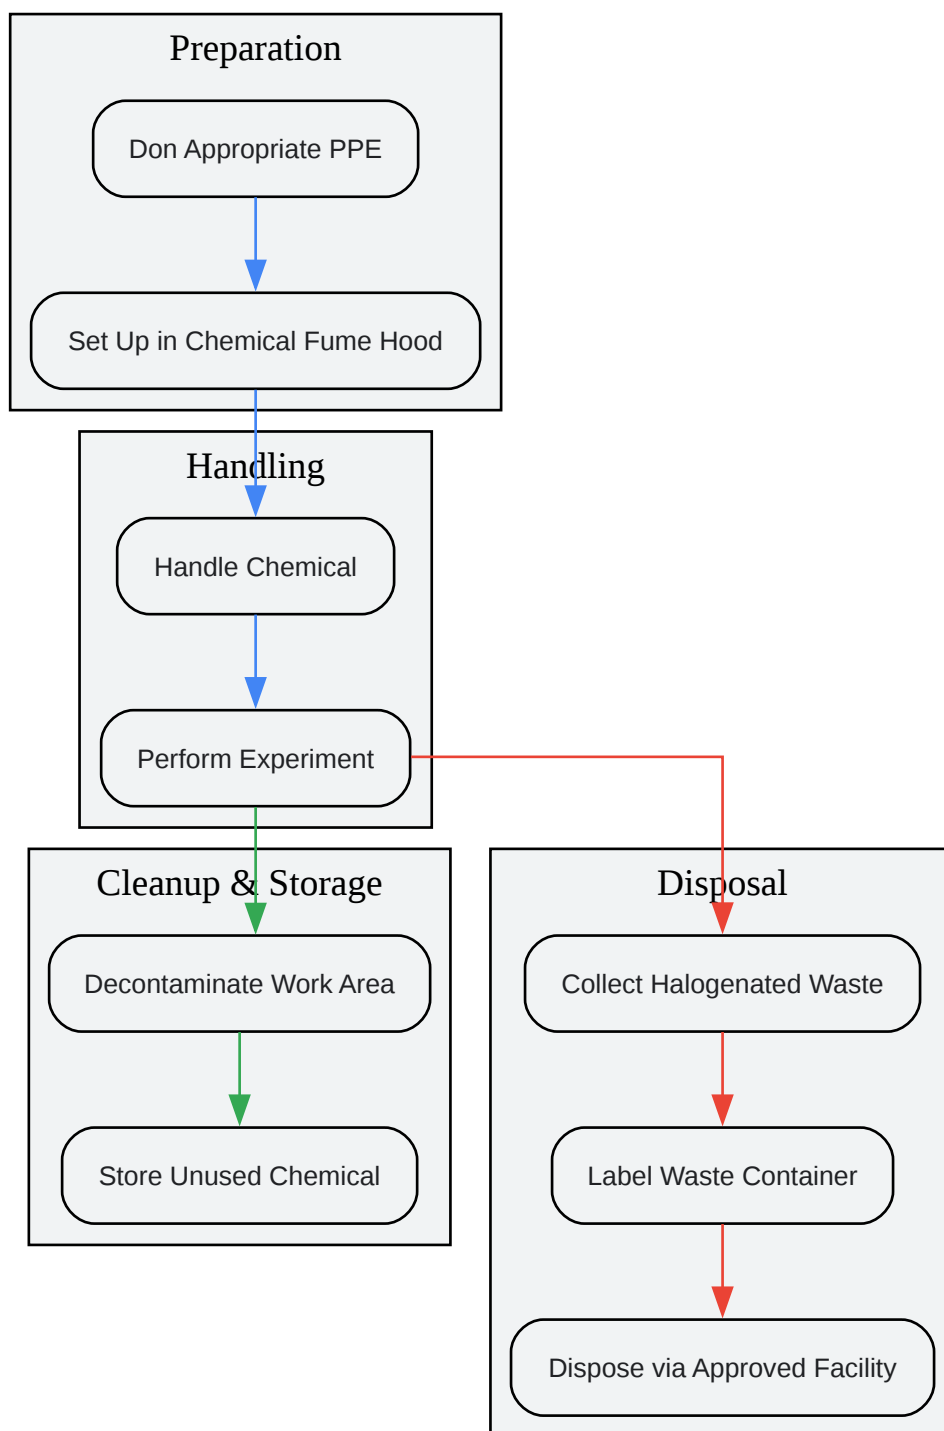 Preparation
Don Appropriate PPE
Set Up in Chemical Fume Hood
Handling
Handle Chemical
Perform Experiment
Cleanup & Storage
Decontaminate Work Area
Store Unused Chemical
Disposal
Collect Halogenated Waste
Label Waste Container
Dispose via Approved Facility